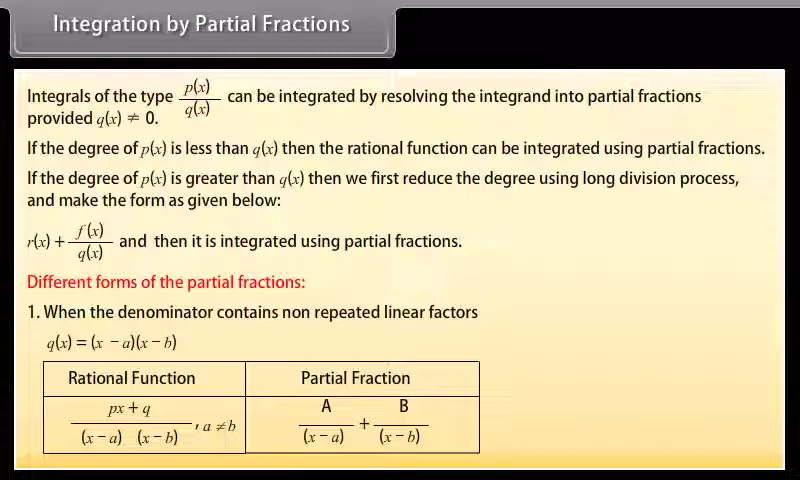 Integration by Partial Fractions
Integrals of the type p(x)/q(x) can be integrated by resolving the integrand into partial fractions
provided q(x) ≠ 0.
If the degree of p(x) is less than q(x) then the rational function can be integrated using partial fractions.
If the degree of p(x) is greater than q(x) then we first reduce the degree using long division process,
and make the form as given below:
r(x) + f(x)/q(x) and then it is integrated using partial fractions.
Different forms of the partial fractions:
1. When the denominator contains non repeated linear factors
q(x) = (x − a)(x − b)
Rational Function Partial Fraction
px + q/(x − a) (x − b), a ≠ b A/(x − a) + B/(x − b)